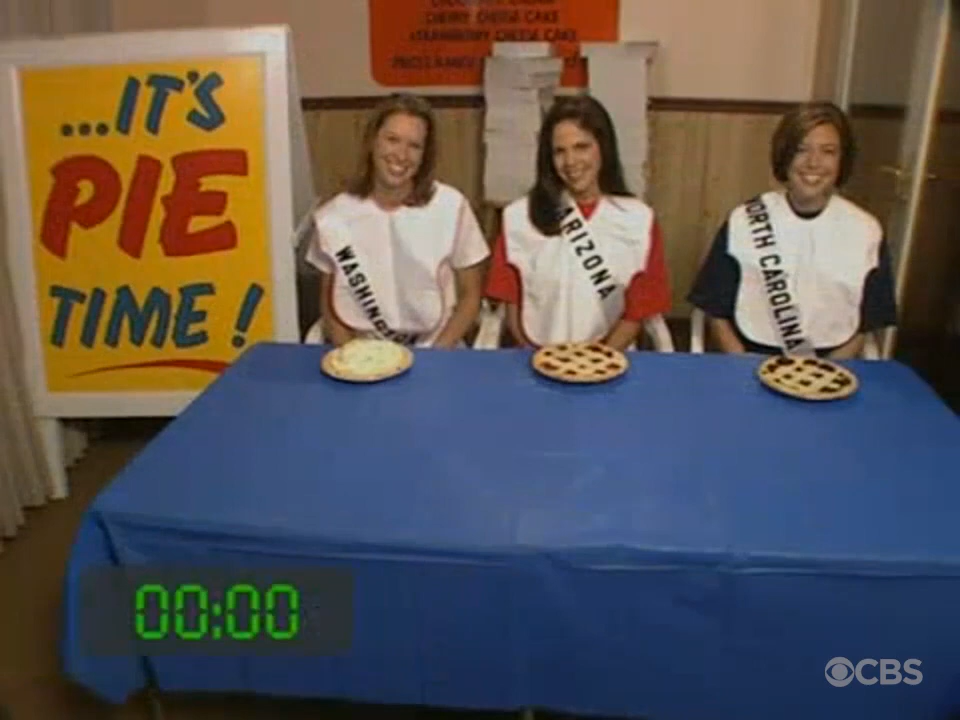 CHERRY CHEESE CAKE
STRAWBERRY CHEESE CAKE
...IT'S
PIE
TIME!
WASHINGTON
ARIZONA
NORTH CAROLINA
00:00
CBS